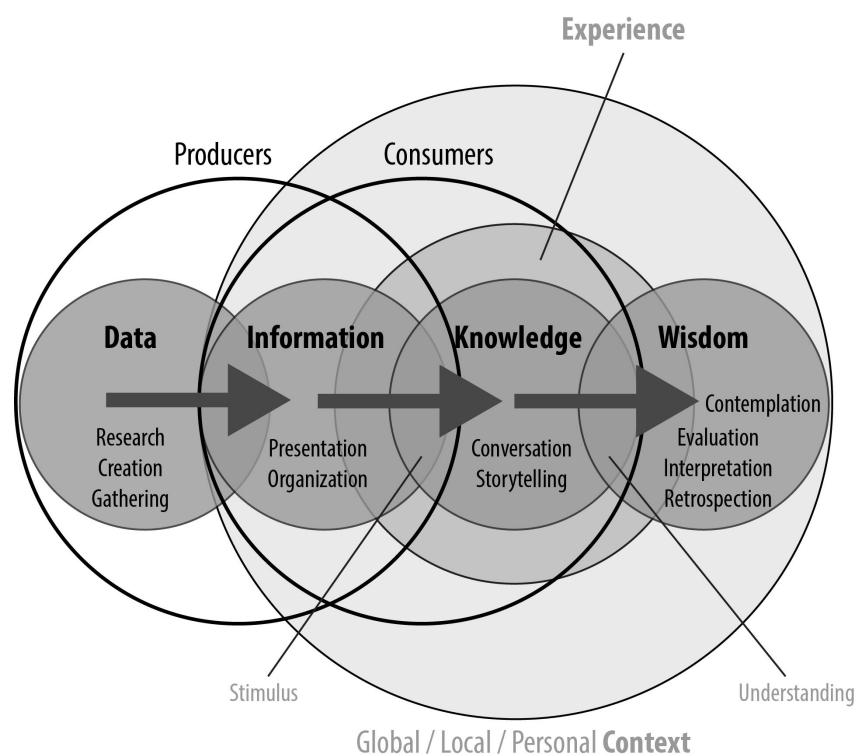 Experience
Producers
Consumers
Data
Information
Knowledge
Wisdom
Research
Creation
Gathering
Presentation
Organization
Conversation
Storytelling
Contemplation
Evaluation
Interpretation
Retrospection
Stimulus
Understanding
Global / Local / Personal Context